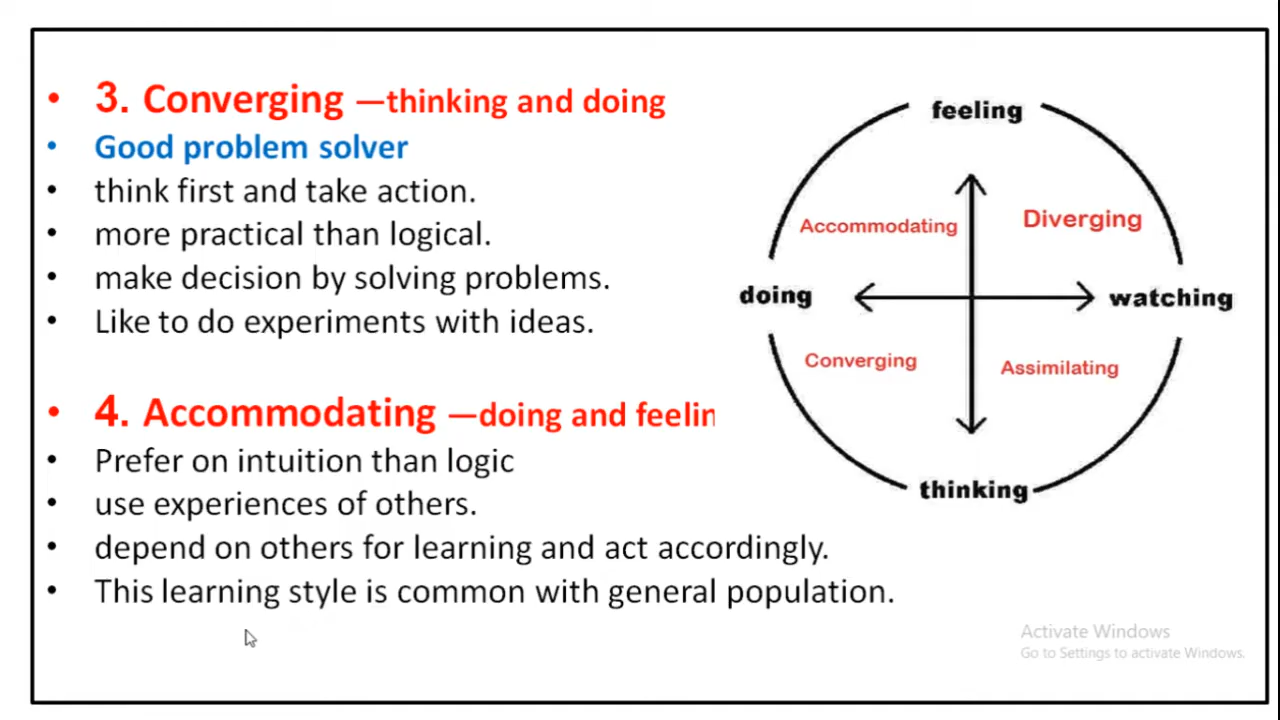 • 3. Converging —thinking and doing
• Good problem solver
• think first and take action.
• more practical than logical.
• make decision by solving problems.
• Like to do experiments with ideas.
• 4. Accommodating —doing and feelin
• Prefer on intuition than logic
• use experiences of others.
• depend on others for learning and act accordingly.
• This learning style is common with general population.
feeling
Accommodating
Diverging
doing
watching
Converging
Assimilating
thinking
Activate Windows
Go to Settings to activate Windows.